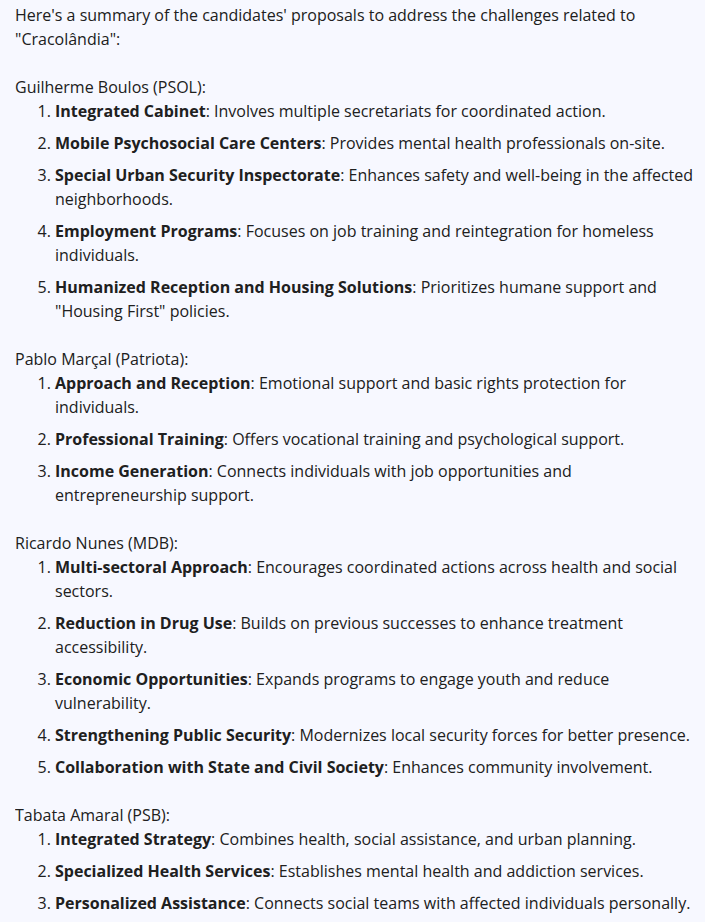 Here's a summary of the candidates' proposals to address the challenges related to
"Cracolândia":
Guilherme Boulos (PSOL):
1. Integrated Cabinet: Involves multiple secretariats for coordinated action.
2. Mobile Psychosocial Care Centers: Provides mental health professionals on-site.
3. Special Urban Security Inspectorate: Enhances safety and well-being in the affected
neighborhoods.
4. Employment Programs: Focuses on job training and reintegration for homeless
individuals.
5. Humanized Reception and Housing Solutions: Prioritizes humane support and
"Housing First" policies.
Pablo Marçal (Patriota):
1. Approach and Reception: Emotional support and basic rights protection for
individuals.
2. Professional Training: Offers vocational training and psychological support.
3. Income Generation: Connects individuals with job opportunities and
entrepreneurship support.
Ricardo Nunes (MDB):
1. Multi-sectoral Approach: Encourages coordinated actions across health and social
sectors.
2. Reduction in Drug Use: Builds on previous successes to enhance treatment
accessibility.
3. Economic Opportunities: Expands programs to engage youth and reduce
vulnerability.
4. Strengthening Public Security: Modernizes local security forces for better presence.
5. Collaboration with State and Civil Society: Enhances community involvement.
Tabata Amaral (PSB):
1. Integrated Strategy: Combines health, social assistance, and urban planning.
2. Specialized Health Services: Establishes mental health and addiction services.
3. Personalized Assistance: Connects social teams with affected individuals personally.